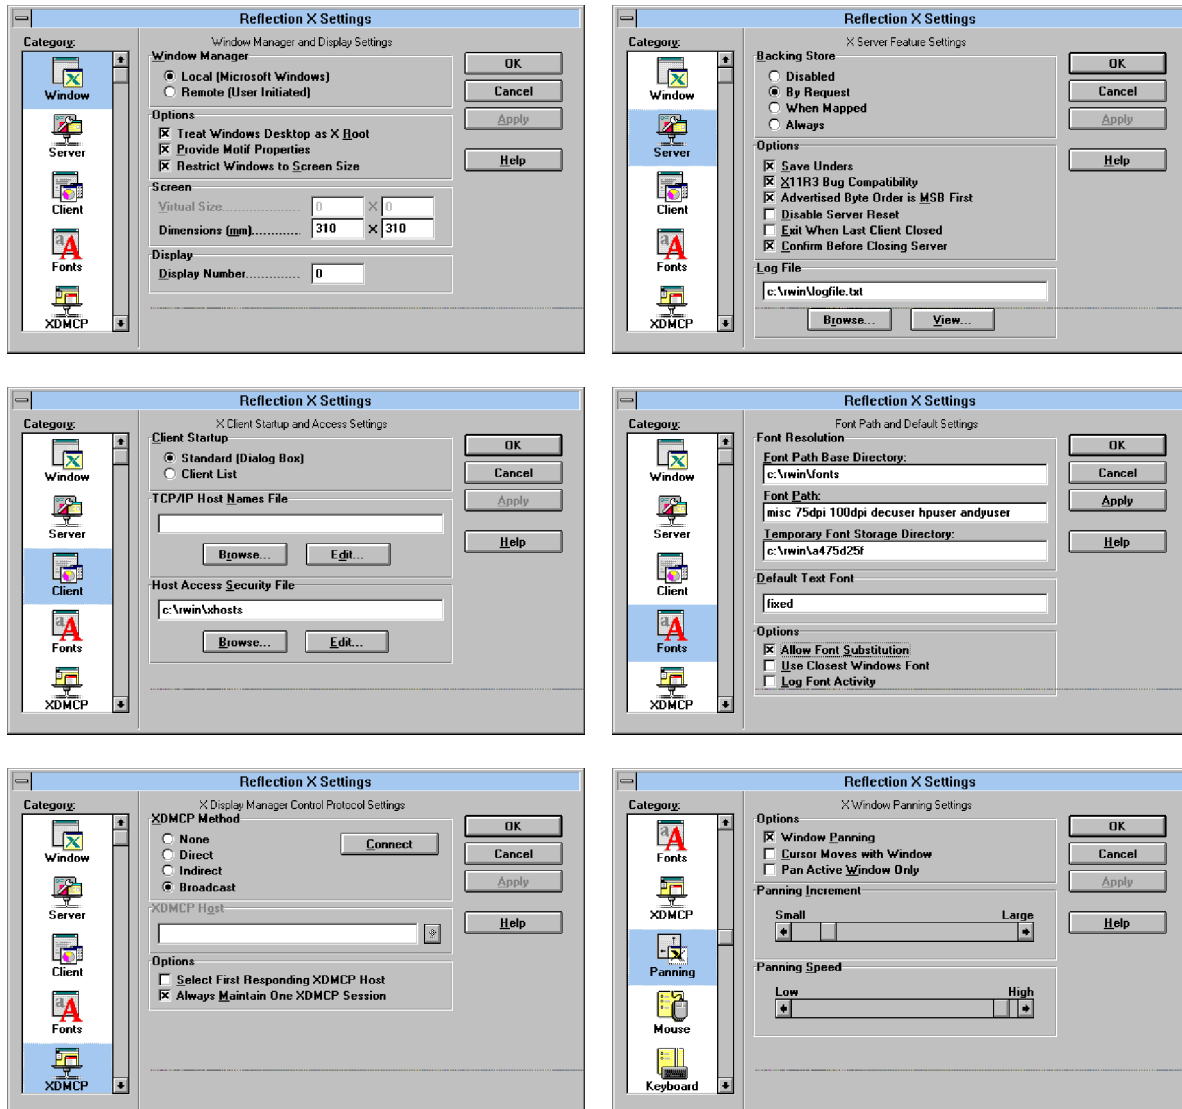 Reflection X Settings
Category:
Window
Server
Client
Fonts
XDMCP
Window Manager and Display Settings
Window Manager
Local (Microsoft Windows)
Remote (User Initiated)
Options
Treat Windows Desktop as X Root
Provide Motif Properties
Restrict Windows to Screen Size
Screen
Virtual Size............... 0 X 0
Dimensions (mm)............ 310 X 310
Display
Display Number............. 0
OK
Cancel
Apply
Help
Reflection X Settings
Category:
Window
Server
Client
Fonts
XDMCP
X Server Feature Settings
Backing Store
Disabled
By Request
When Mapped
Always
Options
Save Unders
X11R3 Bug Compatibility
Advertised Byte Order is MSB First
Disable Server Reset
Exit When Last Client Closed
Confirm Before Closing Server
Log File
c:\rwin\logfile.txt
Browse... View...
OK
Cancel
Apply
Help
Reflection X Settings
Category:
Window
Server
Client
Fonts
XDMCP
X Client Startup and Access Settings
Client Startup
Standard (Dialog Box)
Client List
TCP/IP Host Names File
Browse... Edit...
Host Access Security File
c:\rwin\xhosts
Browse... Edit...
OK
Cancel
Apply
Help
Reflection X Settings
Category:
Window
Server
Client
Fonts
XDMCP
Font Path and Default Settings
Font Resolution
Font Path Base Directory:
c:\rwin\fonts
Font Path:
misc 75dpi 100dpi decuser hpuser andyuser
Temporary Font Storage Directory:
c:\rwin\a475d25f
Default Text Font
fixed
Options
Allow Font Substitution
Use Closest Windows Font
Log Font Activity
OK
Cancel
Apply
Help
Reflection X Settings
Category:
Window
Server
Client
Fonts
XDMCP
X Display Manager Control Protocol Settings
XDMCP Method
None
Direct
Indirect
Broadcast
Connect
XDMCP Host
Options
Select First Responding XDMCP Host
Always Maintain One XDMCP Session
OK
Cancel
Apply
Help
Reflection X Settings
Category:
Fonts
XDMCP
Panning
Mouse
Keyboard
X Window Panning Settings
Options
Window Panning
Cursor Moves with Window
Pan Active Window Only
Panning Increment
Small Large
Panning Speed
Low High
OK
Cancel
Apply
Help